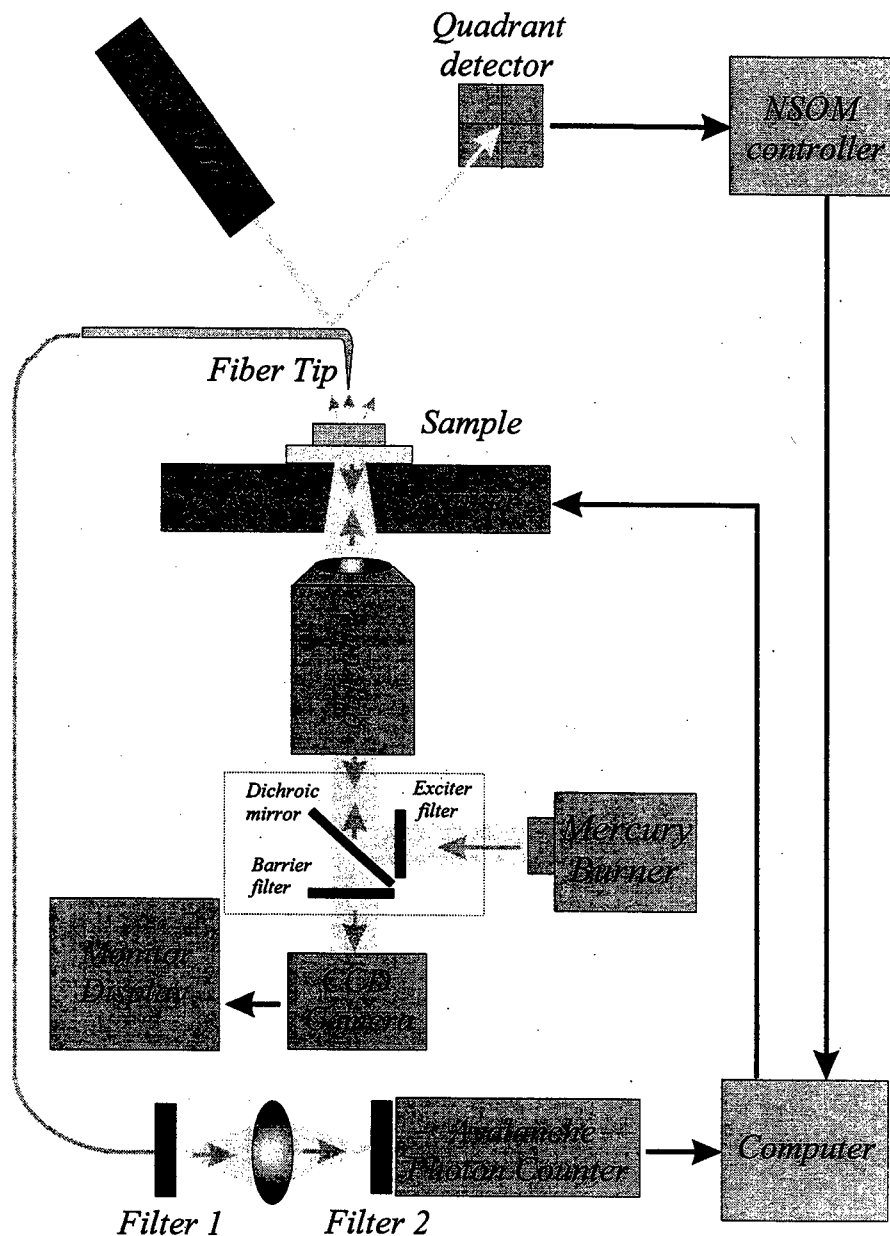 Quadrant
detector
NSOM
controller
Fiber Tip
Sample
Dichroic
mirror
Exciter
filter
Barrier
filter
Mercury
Burner
Monitor
Display
CCD
Camera
Avalanche
Photon Counter
Computer
Filter 1
Filter 2